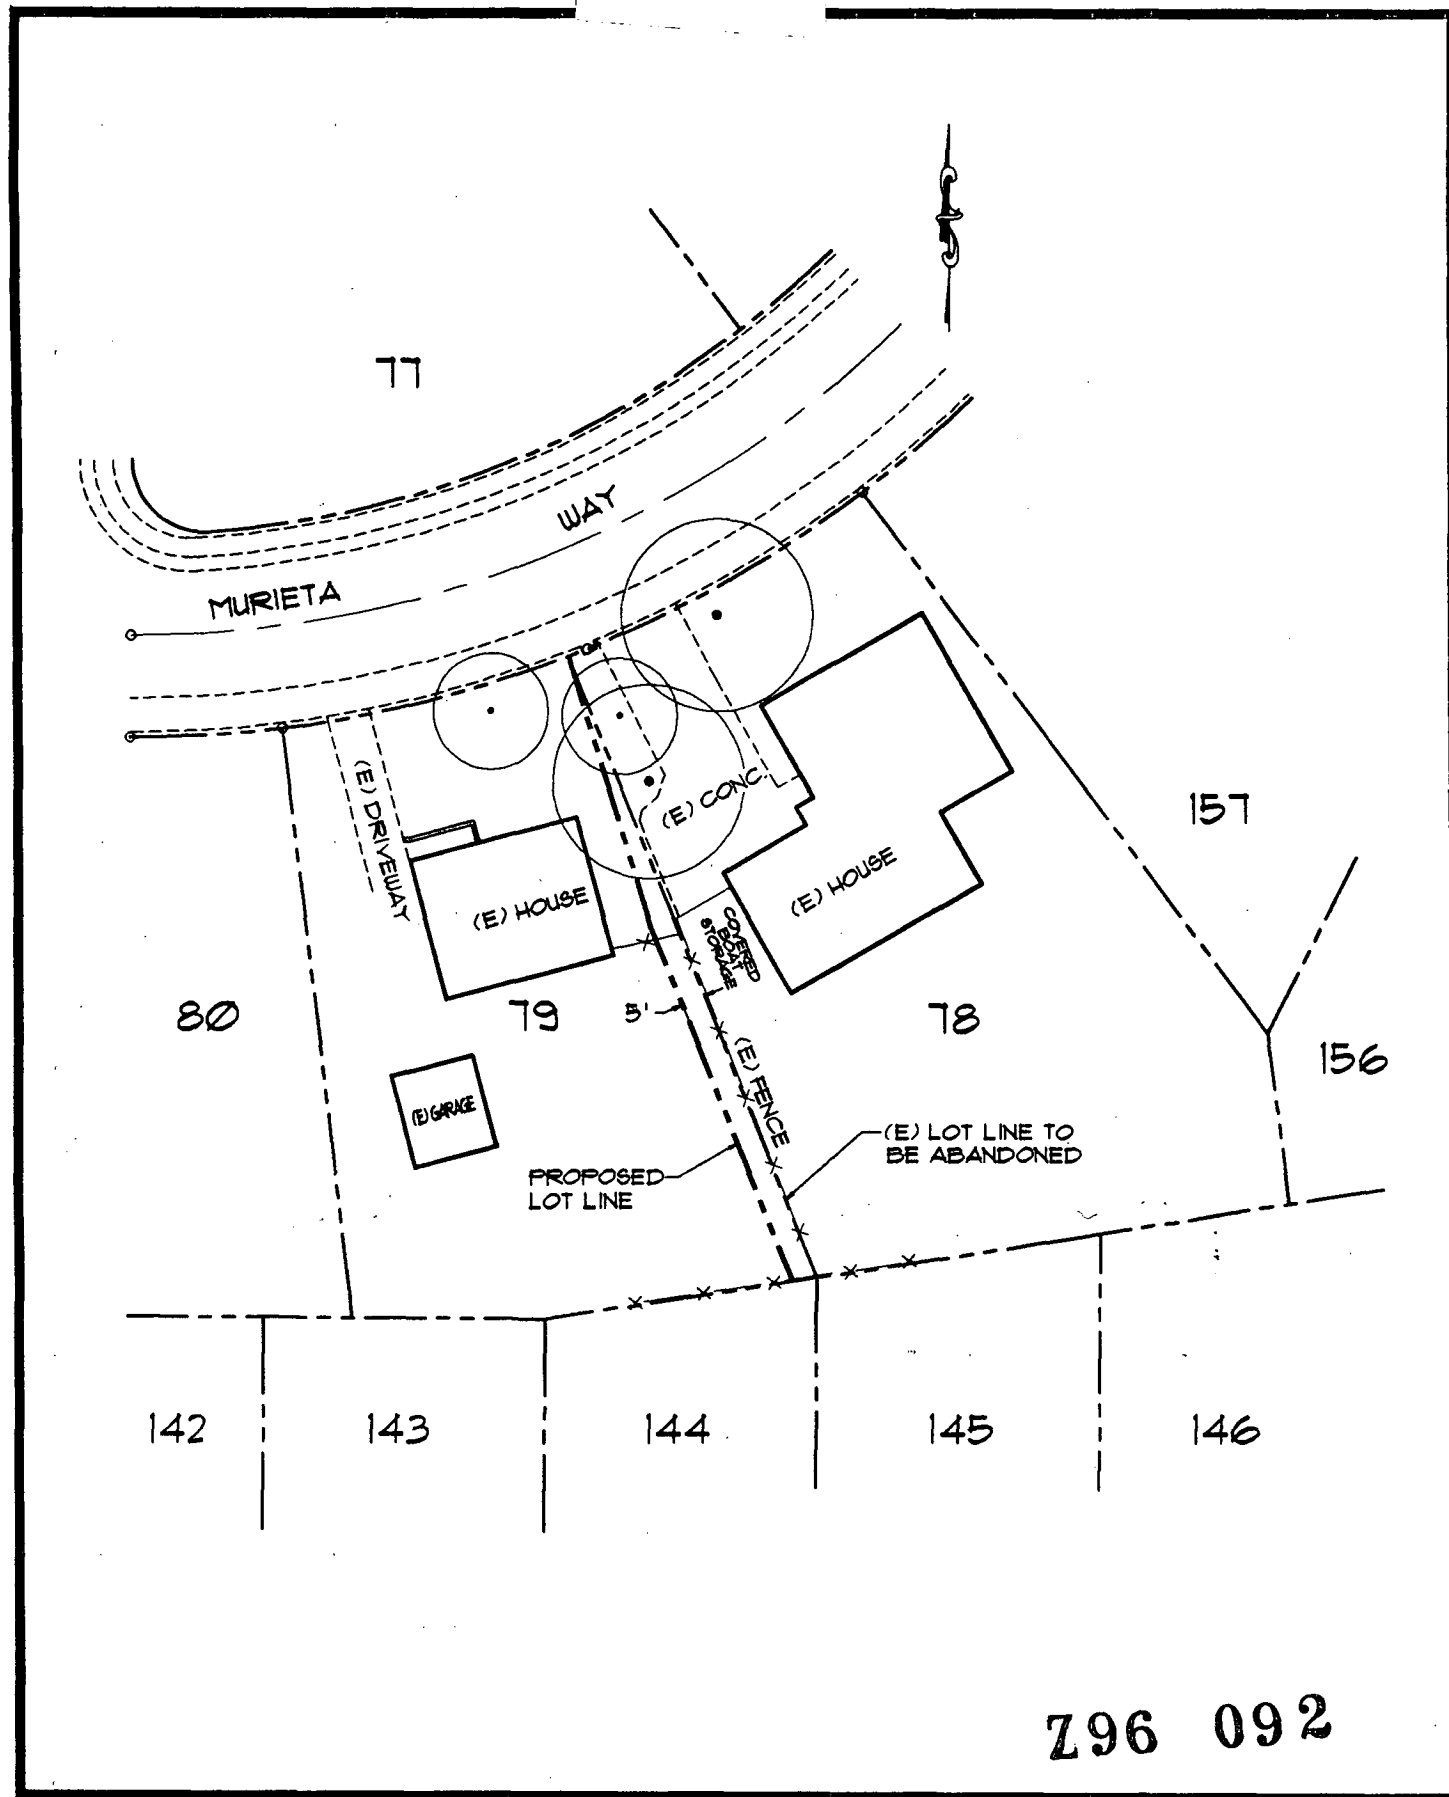 77
WAY
MURIETA
(E) DRIVEWAY
(E) CONC.
157
(E) HOUSE
(E) HOUSE
COVERED
BOAT
STORAGE
80
79
5'
78
(E) FENCE
156
(E) GARAGE
(E) LOT LINE TO
BE ABANDONED
PROPOSED
LOT LINE
142
143
144
145
146
Z96 092